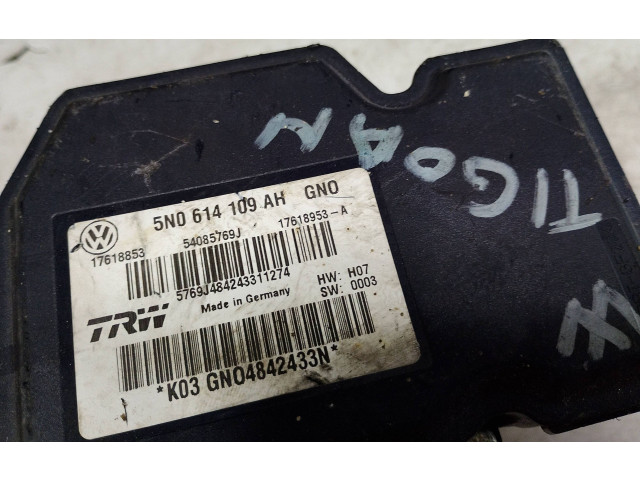 TIGOAN
VW
5N0 614 109 AH GNO
54085769J
17618853
17618953-A
5769J484243311274
Made in Germany
HW: H07
SW: 0003
TRW
*K03 GNO4842433N*